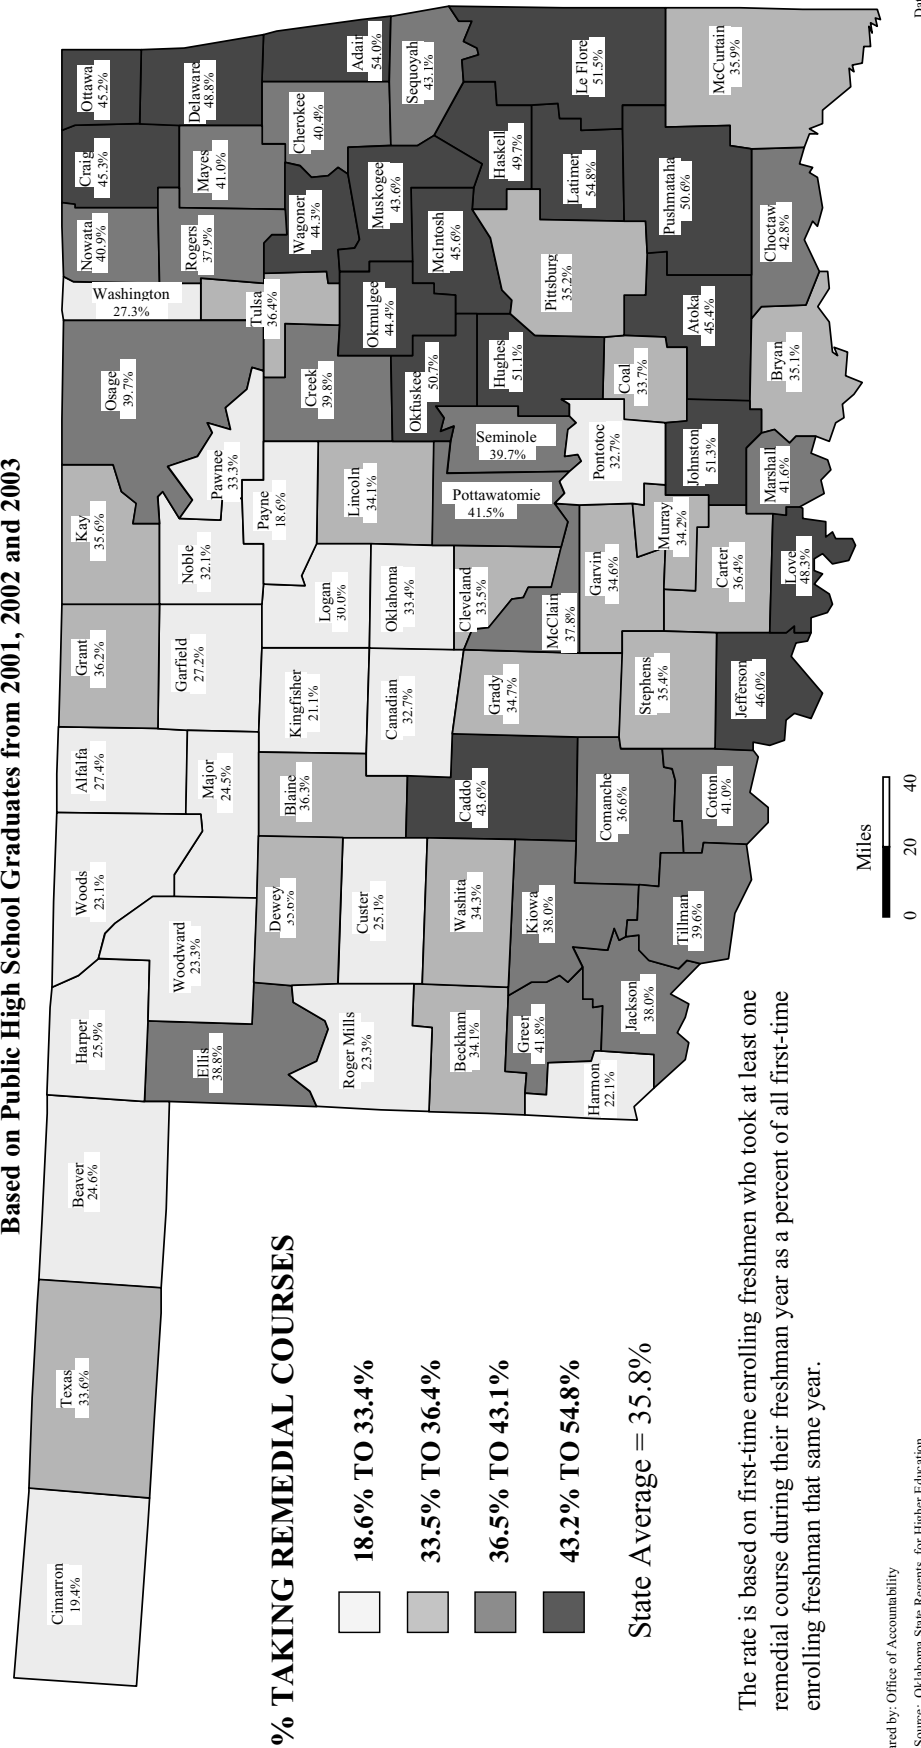 Based on Public High School Graduates from 2001, 2002 and 2003
Cimarron
19.4%
Texas
33.6%
Beaver
24.6%
Harper
25.9%
Woods
23.1%
Alfalfa
27.4%
Grant
36.2%
Kay
35.6%
Osage
39.7%
Washington
27.3%
Nowata
40.9%
Craig
45.3%
Ottawa
45.2%
Ellis
38.8%
Woodward
23.3%
Major
24.5%
Garfield
27.2%
Noble
32.1%
Pawnee
33.3%
Rogers
37.9%
Mayes
41.0%
Delaware
48.8%
Dewey
Blaine
36.3%
Kingfisher
21.1%
Logan
30.0%
Payne
18.6%
Creek
39.8%
Tulsa
36.4%
Wagoner
44.3%
Cherokee
40.4%
Adair
54.0%
Roger Mills
23.3%
Custer
25.1%
Canadian
32.7%
Oklahoma
33.4%
Lincoln
34.1%
Okfuskee
50.7%
Okmulgee
44.4%
Muskogee
43.6%
Sequoyah
43.1%
Beckham
34.1%
Washita
34.3%
Caddo
43.6%
Grady
34.7%
Cleveland
33.5%
McClain
37.8%
Pottawatomie
41.5%
Seminole
39.7%
Hughes
51.1%
McIntosh
45.6%
Haskell
49.7%
Le Flore
51.5%
Greer
41.8%
Kiowa
38.0%
Comanche
36.6%
Stephens
35.4%
Garvin
34.6%
Pontotoc
32.7%
Coal
33.7%
Pittsburg
35.2%
Latimer
54.8%
Harmon
22.1%
Jackson
38.0%
Tillman
39.6%
Cotton
41.0%
Jefferson
46.0%
Murray
34.2%
Carter
36.4%
Johnston
51.3%
Atoka
45.4%
Pushmataha
50.6%
McCurtain
35.9%
Love
48.3%
Marshall
41.6%
Bryan
35.1%
Choctaw
42.8%
% TAKING REMEDIAL COURSES
18.6% TO 33.4%
33.5% TO 36.4%
36.5% TO 43.1%
43.2% TO 54.8%
State Average = 35.8%
The rate is based on first-time enrolling freshmen who took at least one
remedial course during their freshman year as a percent of all first-time
enrolling freshman that same year.
Miles
0 20 40
ared by: Office of Accountability
Source: Oklahoma State Regents for Higher Education